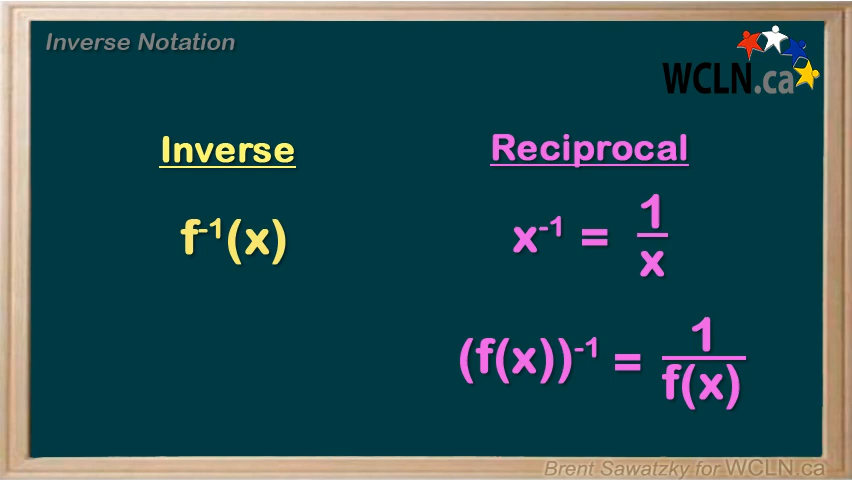 Inverse Notation
WCLN.ca
Inverse
Reciprocal
f⁻¹(x)
x⁻¹ = 1/x
(f(x))⁻¹ = 1/f(x)
Brent Sawatzky for WCLN.ca